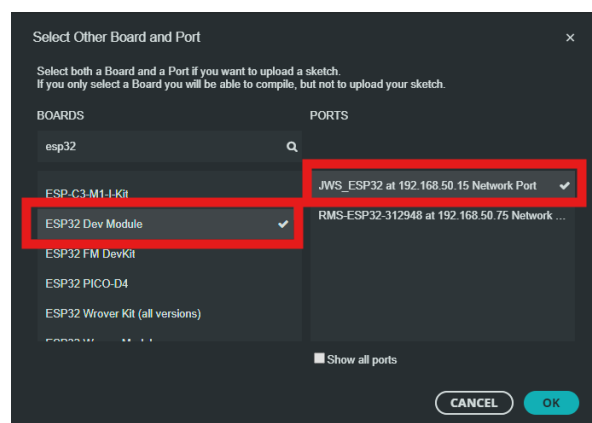 Select Other Board and Port
Select both a Board and a Port if you want to upload a sketch.
If you only select a Board you will be able to compile, but not to upload your sketch.
BOARDS
PORTS
esp32
ESP-C3-M1-I-Kit
ESP32 Dev Module
ESP32 FM DevKit
ESP32 PICO-D4
ESP32 Wrover Kit (all versions)
JWS_ESP32 at 192.168.50.15 Network Port
RMS-ESP32-312948 at 192.168.50.75 Network ...
Show all ports
CANCEL
OK